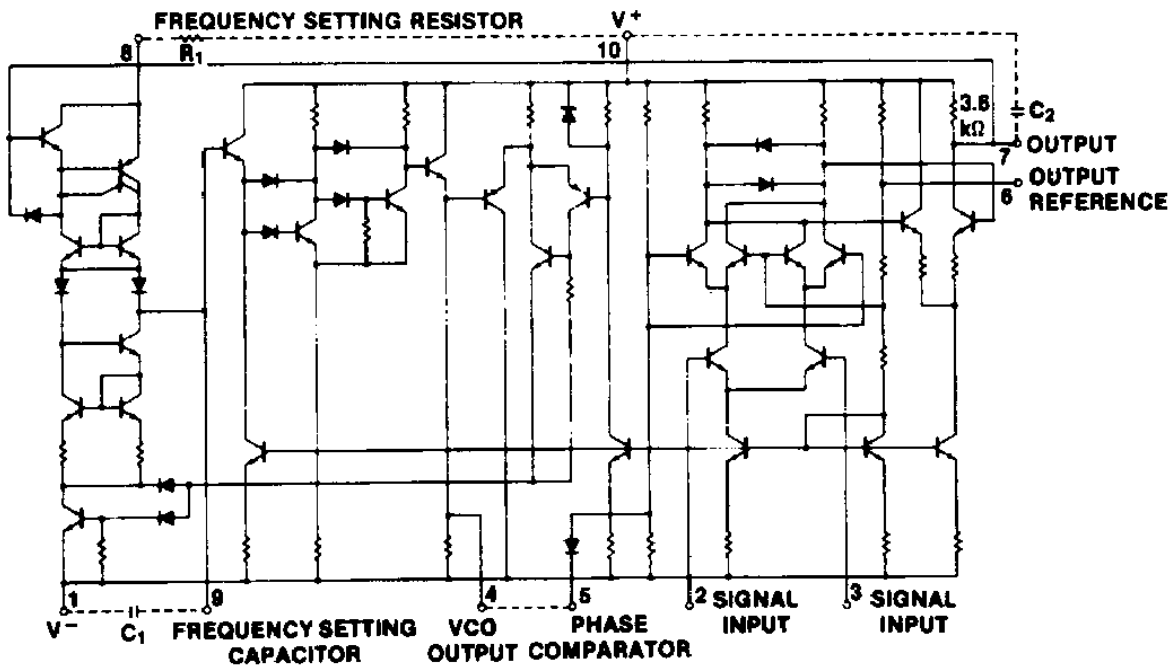 FREQUENCY SETTING RESISTOR
V+
8
R1
10
3.6
kΩ
C2
OUTPUT
7
OUTPUT
6
REFERENCE
1
9
4
5
2
3
V−
C1
FREQUENCY SETTING
CAPACITOR
VCO
OUTPUT
PHASE
COMPARATOR
SIGNAL
INPUT
SIGNAL
INPUT